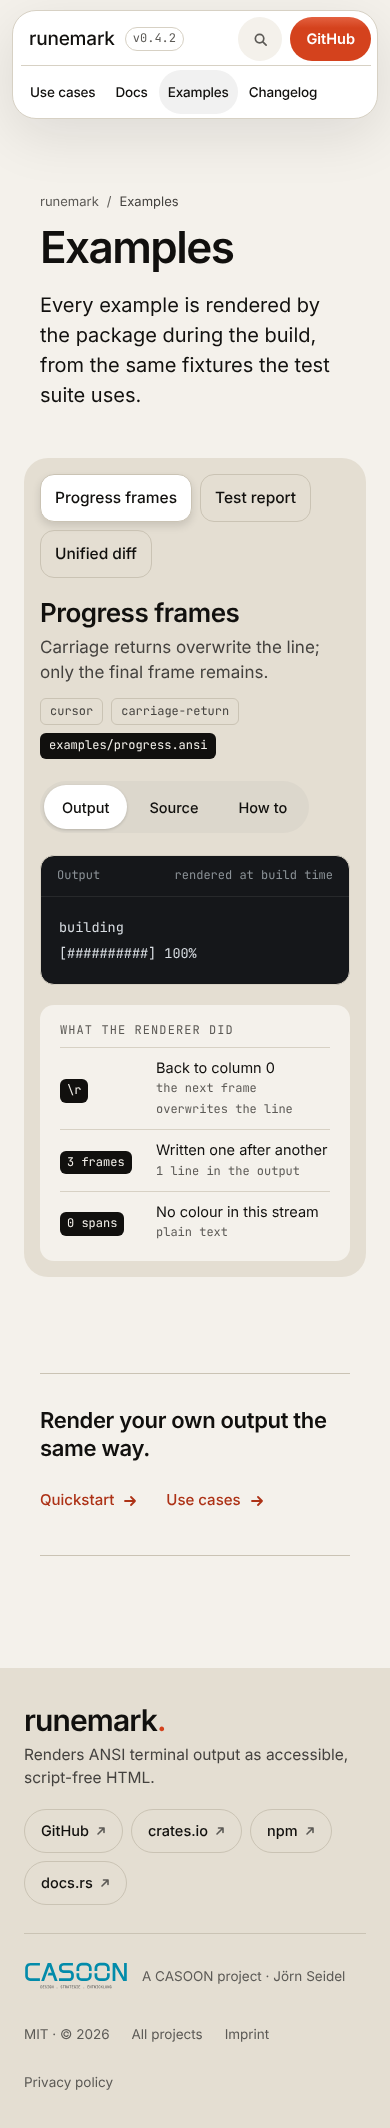 runemark v0.4.2 GitHub
Use cases Docs Examples Changelog
runemark / Examples
Examples
Every example is rendered by
the package during the build,
from the same fixtures the test
suite uses.
Progress frames Test report
Unified diff
Progress frames
Carriage returns overwrite the line;
only the final frame remains.
cursor carriage-return
examples/progress.ansi
Output Source How to
Output rendered at build time
building
[##########] 100%
WHAT THE RENDERER DID
\r Back to column 0
the next frame
overwrites the line
3 frames Written one after another
1 line in the output
0 spans No colour in this stream
plain text
Render your own output the
same way.
Quickstart → Use cases →
runemark.
Renders ANSI terminal output as accessible,
script-free HTML.
GitHub ↗ crates.io ↗ npm ↗
docs.rs ↗
CASOON A CASOON project · Jörn Seidel
MIT · © 2026 All projects Imprint
Privacy policy